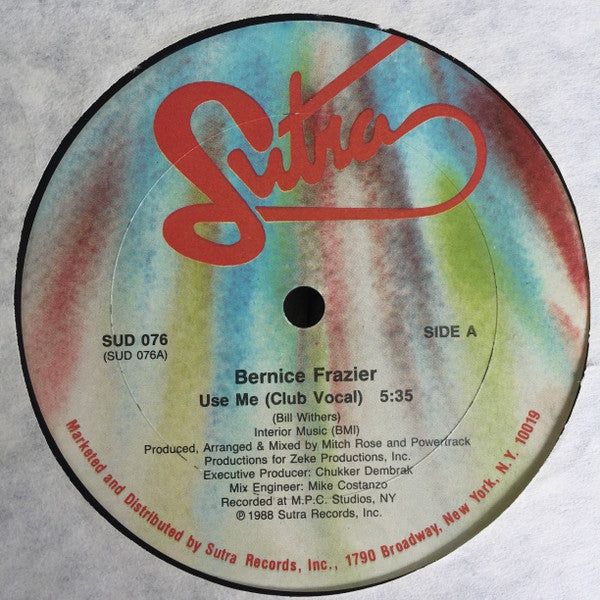 Sutra
SUD 076
(SUD 076A)
SIDE A
Bernice Frazier
Use Me (Club Vocal) 5:35
(Bill Withers)
Interior Music (BMI)
Produced, Arranged & Mixed by Mitch Rose and Powertrack
Productions for Zeke Productions, Inc.
Executive Producer: Chukker Dembrak
Mix Engineer: Mike Costanzo
Recorded at M.P.C. Studios, NY
℗ 1988 Sutra Records, Inc.
Marketed and Distributed by Sutra Records, Inc., 1790 Broadway, New York, N.Y. 10019